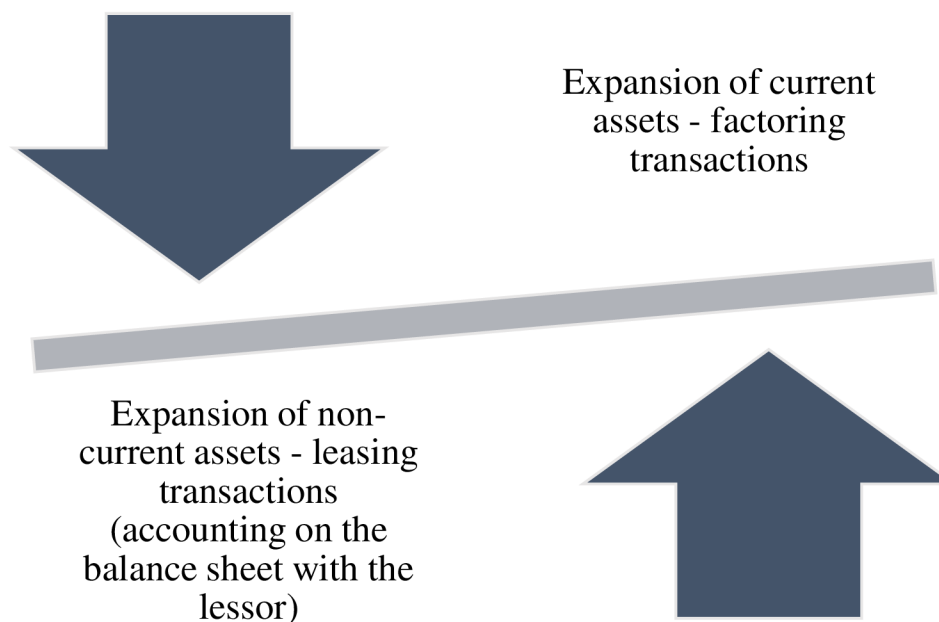 Expansion of current
assets - factoring
transactions
Expansion of non-
current assets - leasing
transactions
(accounting on the
balance sheet with the
lessor)